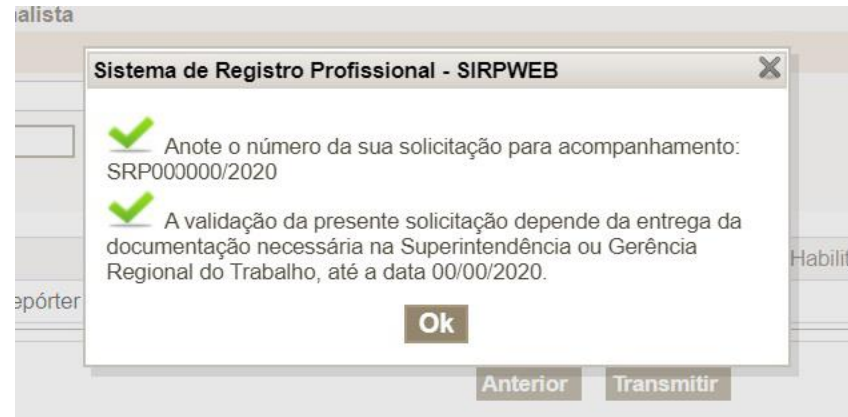 alista
Sistema de Registro Profissional - SIRPWEB
Anote o número da sua solicitação para acompanhamento:
SRP000000/2020
A validação da presente solicitação depende da entrega da
documentação necessária na Superintendência ou Gerência
Regional do Trabalho, até a data 00/00/2020.
Habilit
epórter
Ok
Anterior Transmitir